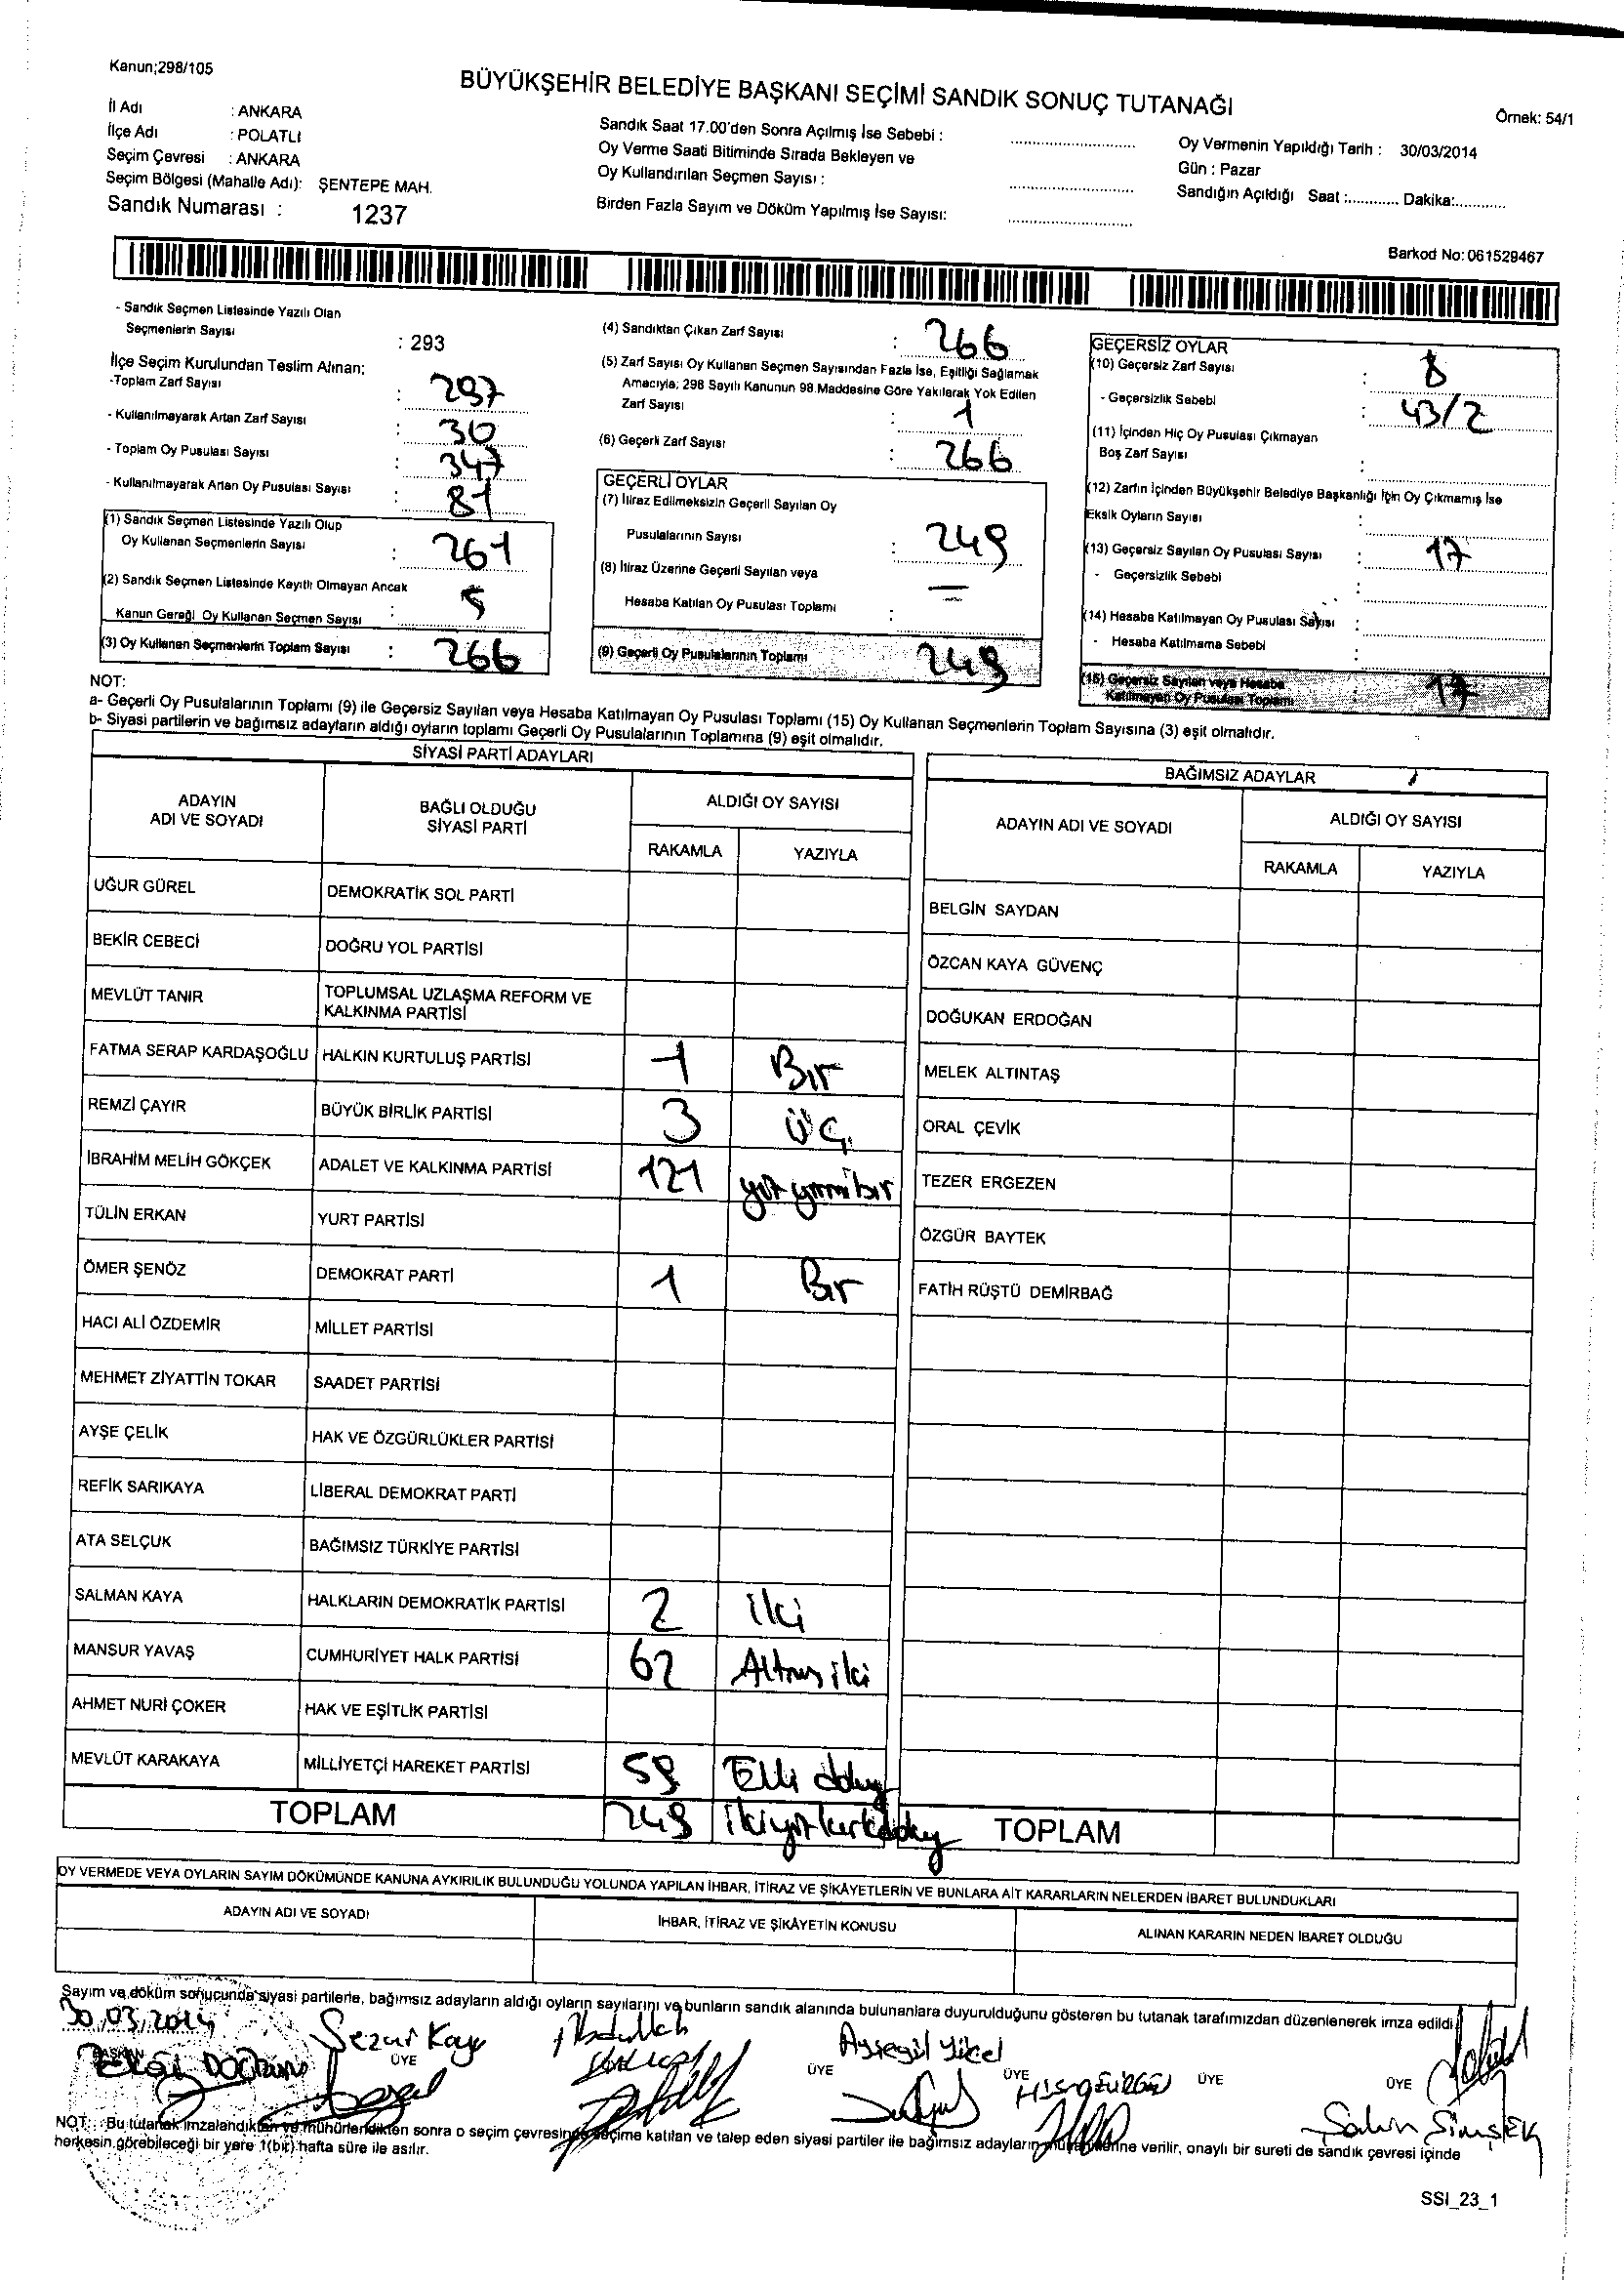 Kanun;298/105
BÜYÜKŞEHİR BELEDİYE BAŞKANI SEÇİMİ SANDIK SONUÇ TUTANAĞI
Örnek: 54/1
İl Adı : ANKARA
İlçe Adı : POLATLI
Seçim Çevresi : ANKARA
Seçim Bölgesi (Mahalle Adı): ŞENTEPE MAH.
Sandık Numarası : 1237
Sandık Saat 17.00'den Sonra Açılmış İse Sebebi :
Oy Verme Saati Bitiminde Sırada Bekleyen ve
Oy Kullandırılan Seçmen Sayısı :
Birden Fazla Sayım ve Döküm Yapılmış İse Sayısı:
Oy Vermenin Yapıldığı Tarih : 30/03/2014
Gün : Pazar
Sandığın Açıldığı Saat :............ Dakika:............
Barkod No: 061529467
- Sandık Seçmen Listesinde Yazılı Olan
Seçmenlerin Sayısı : 293
İlçe Seçim Kurulundan Teslim Alınan:
-Toplam Zarf Sayısı : 297
- Kullanılmayarak Artan Zarf Sayısı : 30
- Toplam Oy Pusulası Sayısı : 347
- Kullanılmayarak Artan Oy Pusulası Sayısı : 81
(1) Sandık Seçmen Listesinde Yazılı Olup
Oy Kullanan Seçmenlerin Sayısı : 261
(2) Sandık Seçmen Listesinde Kayıtlı Olmayan Ancak
Kanun Gereği Oy Kullanan Seçmen Sayısı : 5
(3) Oy Kullanan Seçmenlerin Toplam Sayısı : 266
(4) Sandıktan Çıkan Zarf Sayısı : 266
(5) Zarf Sayısı Oy Kullanan Seçmen Sayısından Fazla İse, Eşitliği Sağlamak
Amacıyla; 298 Sayılı Kanunun 98.Maddesine Göre Yakılarak Yok Edilen
Zarf Sayısı : 1
(6) Geçerli Zarf Sayısı : 266
GEÇERLİ OYLAR
(7) İtiraz Edilmeksizin Geçerli Sayılan Oy
Pusulalarının Sayısı : 249
(8) İtiraz Üzerine Geçerli Sayılan veya
Hesaba Katılan Oy Pusulası Toplamı : —
(9) Geçerli Oy Pusulalarının Toplamı 249
GEÇERSİZ OYLAR
(10) Geçersiz Zarf Sayısı : 8
- Geçersizlik Sebebi : 43/2
(11) İçinden Hiç Oy Pusulası Çıkmayan
Boş Zarf Sayısı :
(12) Zarfın İçinden Büyükşehir Belediye Başkanlığı İçin Oy Çıkmamış İse
Eksik Oyların Sayısı :
(13) Geçersiz Sayılan Oy Pusulası Sayısı : 17
- Geçersizlik Sebebi :
(14) Hesaba Katılmayan Oy Pusulası Sayısı :
- Hesaba Katılmama Sebebi :
(15) Geçersiz Sayılan veya Hesaba
Katılmayan Oy Pusulası Toplamı : 17
NOT:
a- Geçerli Oy Pusulalarının Toplamı (9) ile Geçersiz Sayılan veya Hesaba Katılmayan Oy Pusulası Toplamı (15) Oy Kullanan Seçmenlerin Toplam Sayısına (3) eşit olmalıdır.
b- Siyasi partilerin ve bağımsız adayların aldığı oyların toplamı Geçerli Oy Pusulalarının Toplamına (9) eşit olmalıdır.
SİYASİ PARTİ ADAYLARI
ADAYIN ADI VE SOYADI
BAĞLI OLDUĞU SİYASİ PARTİ
ALDIĞI OY SAYISI
RAKAMLA YAZIYLA
UĞUR GÜREL DEMOKRATİK SOL PARTİ
BEKİR CEBECİ DOĞRU YOL PARTİSİ
MEVLÜT TANIR TOPLUMSAL UZLAŞMA REFORM VE KALKINMA PARTİSİ
FATMA SERAP KARDAŞOĞLU HALKIN KURTULUŞ PARTİSİ 1 Bir
REMZİ ÇAYIR BÜYÜK BİRLİK PARTİSİ 3 Üç
İBRAHİM MELİH GÖKÇEK ADALET VE KALKINMA PARTİSİ 121 yüz yirmi bir
TÜLİN ERKAN YURT PARTİSİ
ÖMER ŞENÖZ DEMOKRAT PARTİ 1 Bir
HACI ALİ ÖZDEMİR MİLLET PARTİSİ
MEHMET ZİYATTİN TOKAR SAADET PARTİSİ
AYŞE ÇELİK HAK VE ÖZGÜRLÜKLER PARTİSİ
REFİK SARIKAYA LİBERAL DEMOKRAT PARTİ
ATA SELÇUK BAĞIMSIZ TÜRKİYE PARTİSİ
SALMAN KAYA HALKLARIN DEMOKRATİK PARTİSİ 2 iki
MANSUR YAVAŞ CUMHURİYET HALK PARTİSİ 62 Altmış iki
AHMET NURİ ÇOKER HAK VE EŞİTLİK PARTİSİ
MEVLÜT KARAKAYA MİLLİYETÇİ HAREKET PARTİSİ 59 Elli dokuz
TOPLAM 249 ikiyüz kırkdokuz
BAĞIMSIZ ADAYLAR
ADAYIN ADI VE SOYADI
ALDIĞI OY SAYISI
RAKAMLA YAZIYLA
BELGİN SAYDAN
ÖZCAN KAYA GÜVENÇ
DOĞUKAN ERDOĞAN
MELEK ALTINTAŞ
ORAL ÇEVİK
TEZER ERGEZEN
ÖZGÜR BAYTEK
FATİH RÜŞTÜ DEMİRBAĞ
TOPLAM
OY VERMEDE VEYA OYLARIN SAYIM DÖKÜMÜNDE KANUNA AYKIRILIK BULUNDUĞU YOLUNDA YAPILAN İHBAR, İTİRAZ VE ŞİKÂYETLERİN VE BUNLARA AİT KARARLARIN NELERDEN İBARET BULUNDUKLARI
ADAYIN ADI VE SOYADI
İHBAR, İTİRAZ VE ŞİKÂYETİN KONUSU
ALINAN KARARIN NEDEN İBARET OLDUĞU
Sayım ve döküm sonucunda siyasi partilerle, bağımsız adayların aldığı oyların sayılarını ve bunların sandık alanında bulunanlara duyurulduğunu gösteren bu tutanak tarafımızdan düzenlenerek imza edildi.
30.03.2014
BAŞKAN
Sezur Kaya
ÜYE
Abdullah
Ayşegül Yücel
ÜYE
ÜYE
ÜYE
ÜYE
Şahin Şimşek
NOT: Bu tutanak imzalandıktan ve mühürlendikten sonra o seçim çevresinde seçime katılan ve talep eden siyasi partiler ile bağımsız adayların müşahitlerine verilir, onaylı bir sureti de sandık çevresi içinde
herkesin görebileceği bir yere 1(bir) hafta süre ile asılır.
SSI_23_1